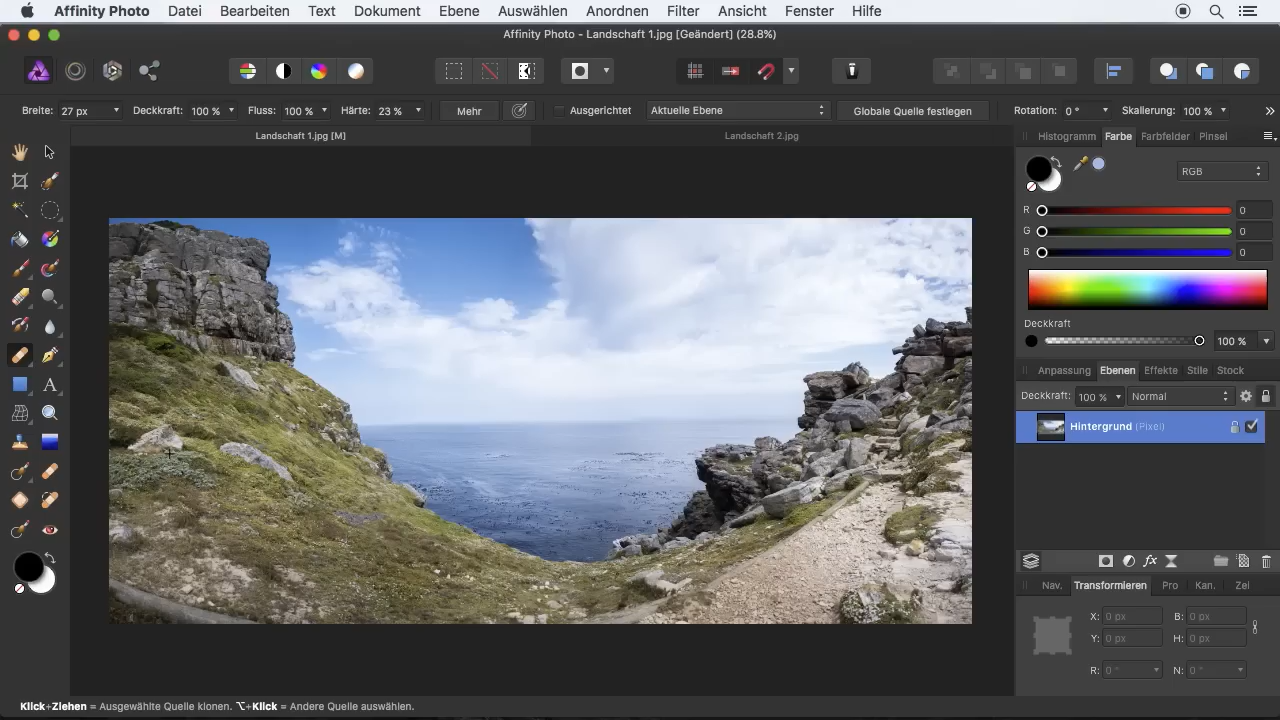 Affinity Photo Datei Bearbeiten Text Dokument Ebene Auswählen Anordnen Filter Ansicht Fenster Hilfe
Affinity Photo - Landschaft 1.jpg [Geändert] (28.8%)
Breite: 27 px Deckkraft: 100 % Fluss: 100 % Härte: 23 % Mehr Ausgerichtet Aktuelle Ebene Globale Quelle festlegen Rotation: 0 ° Skalierung: 100 %
Landschaft 1.jpg [M] Landschaft 2.jpg
Histogramm Farbe Farbfelder Pinsel
RGB
R 0
G 0
B 0
Deckkraft
100 %
Anpassung Ebenen Effekte Stile Stock
Deckkraft: 100 % Normal
Hintergrund (Pixel)
Nav. Transformieren Pro Kan. Zel
X: 0 px B: 0 px
Y: 0 px H: 0 px
R: 0 ° N: 0 °
Klick+Ziehen = Ausgewählte Quelle klonen. ⌥+Klick = Andere Quelle auswählen.